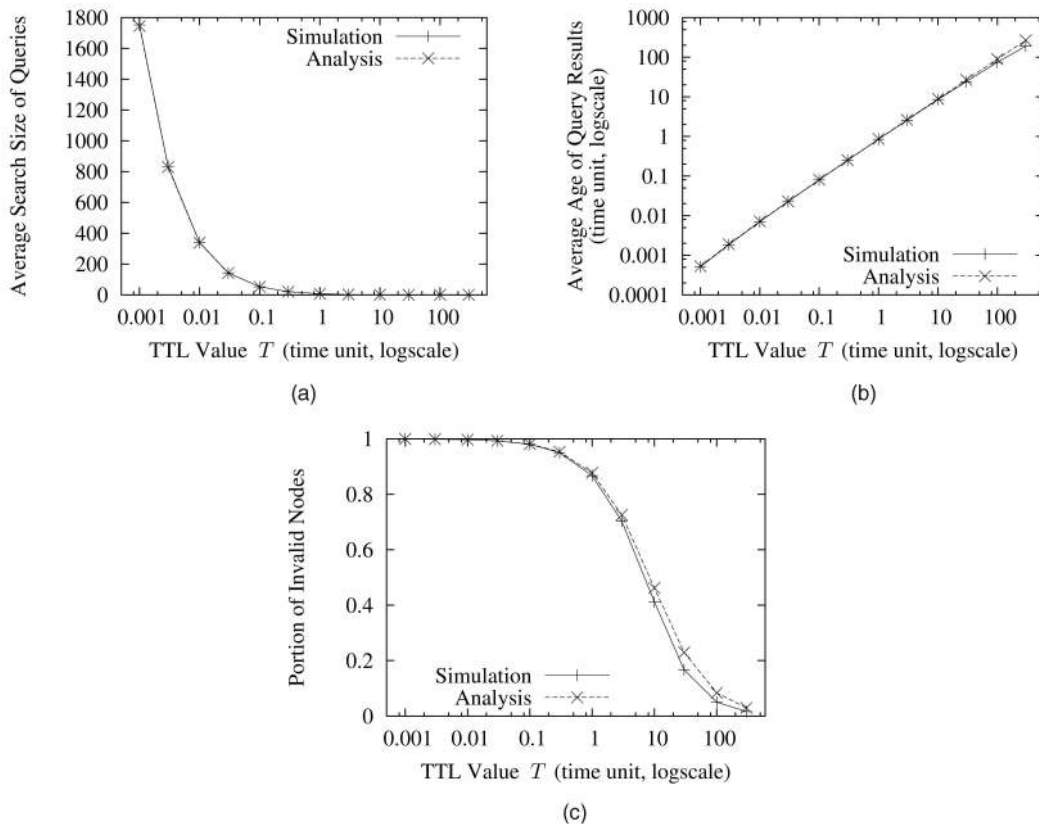 1800
1600
1400
1200
1000
800
600
400
200
0
Average Search Size of Queries
Simulation
Analysis
0.001 0.01 0.1 1 10 100
TTL Value T (time unit, logscale)
(a)
1000
100
10
1
0.1
0.01
0.001
0.0001
Average Age of Query Results
(time unit, logscale)
Simulation
Analysis
0.001 0.01 0.1 1 10 100
TTL Value T (time unit, logscale)
(b)
1
0.8
0.6
0.4
0.2
0
Portion of Invalid Nodes
Simulation
Analysis
0.001 0.01 0.1 1 10 100
TTL Value T (time unit, logscale)
(c)